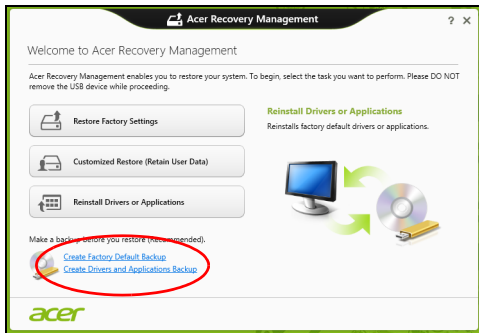 Acer Recovery Management
? ×
Welcome to Acer Recovery Management
Acer Recovery Management enables you to restore your system. To begin, select the task you want to perform. Please DO NOT
remove the USB device while proceeding.
Restore Factory Settings
Customized Restore (Retain User Data)
Reinstall Drivers or Applications
Reinstall Drivers or Applications
Reinstalls factory default drivers or applications.
Make a backup before you restore (Recommended).
Create Factory Default Backup
Create Drivers and Applications Backup
acer